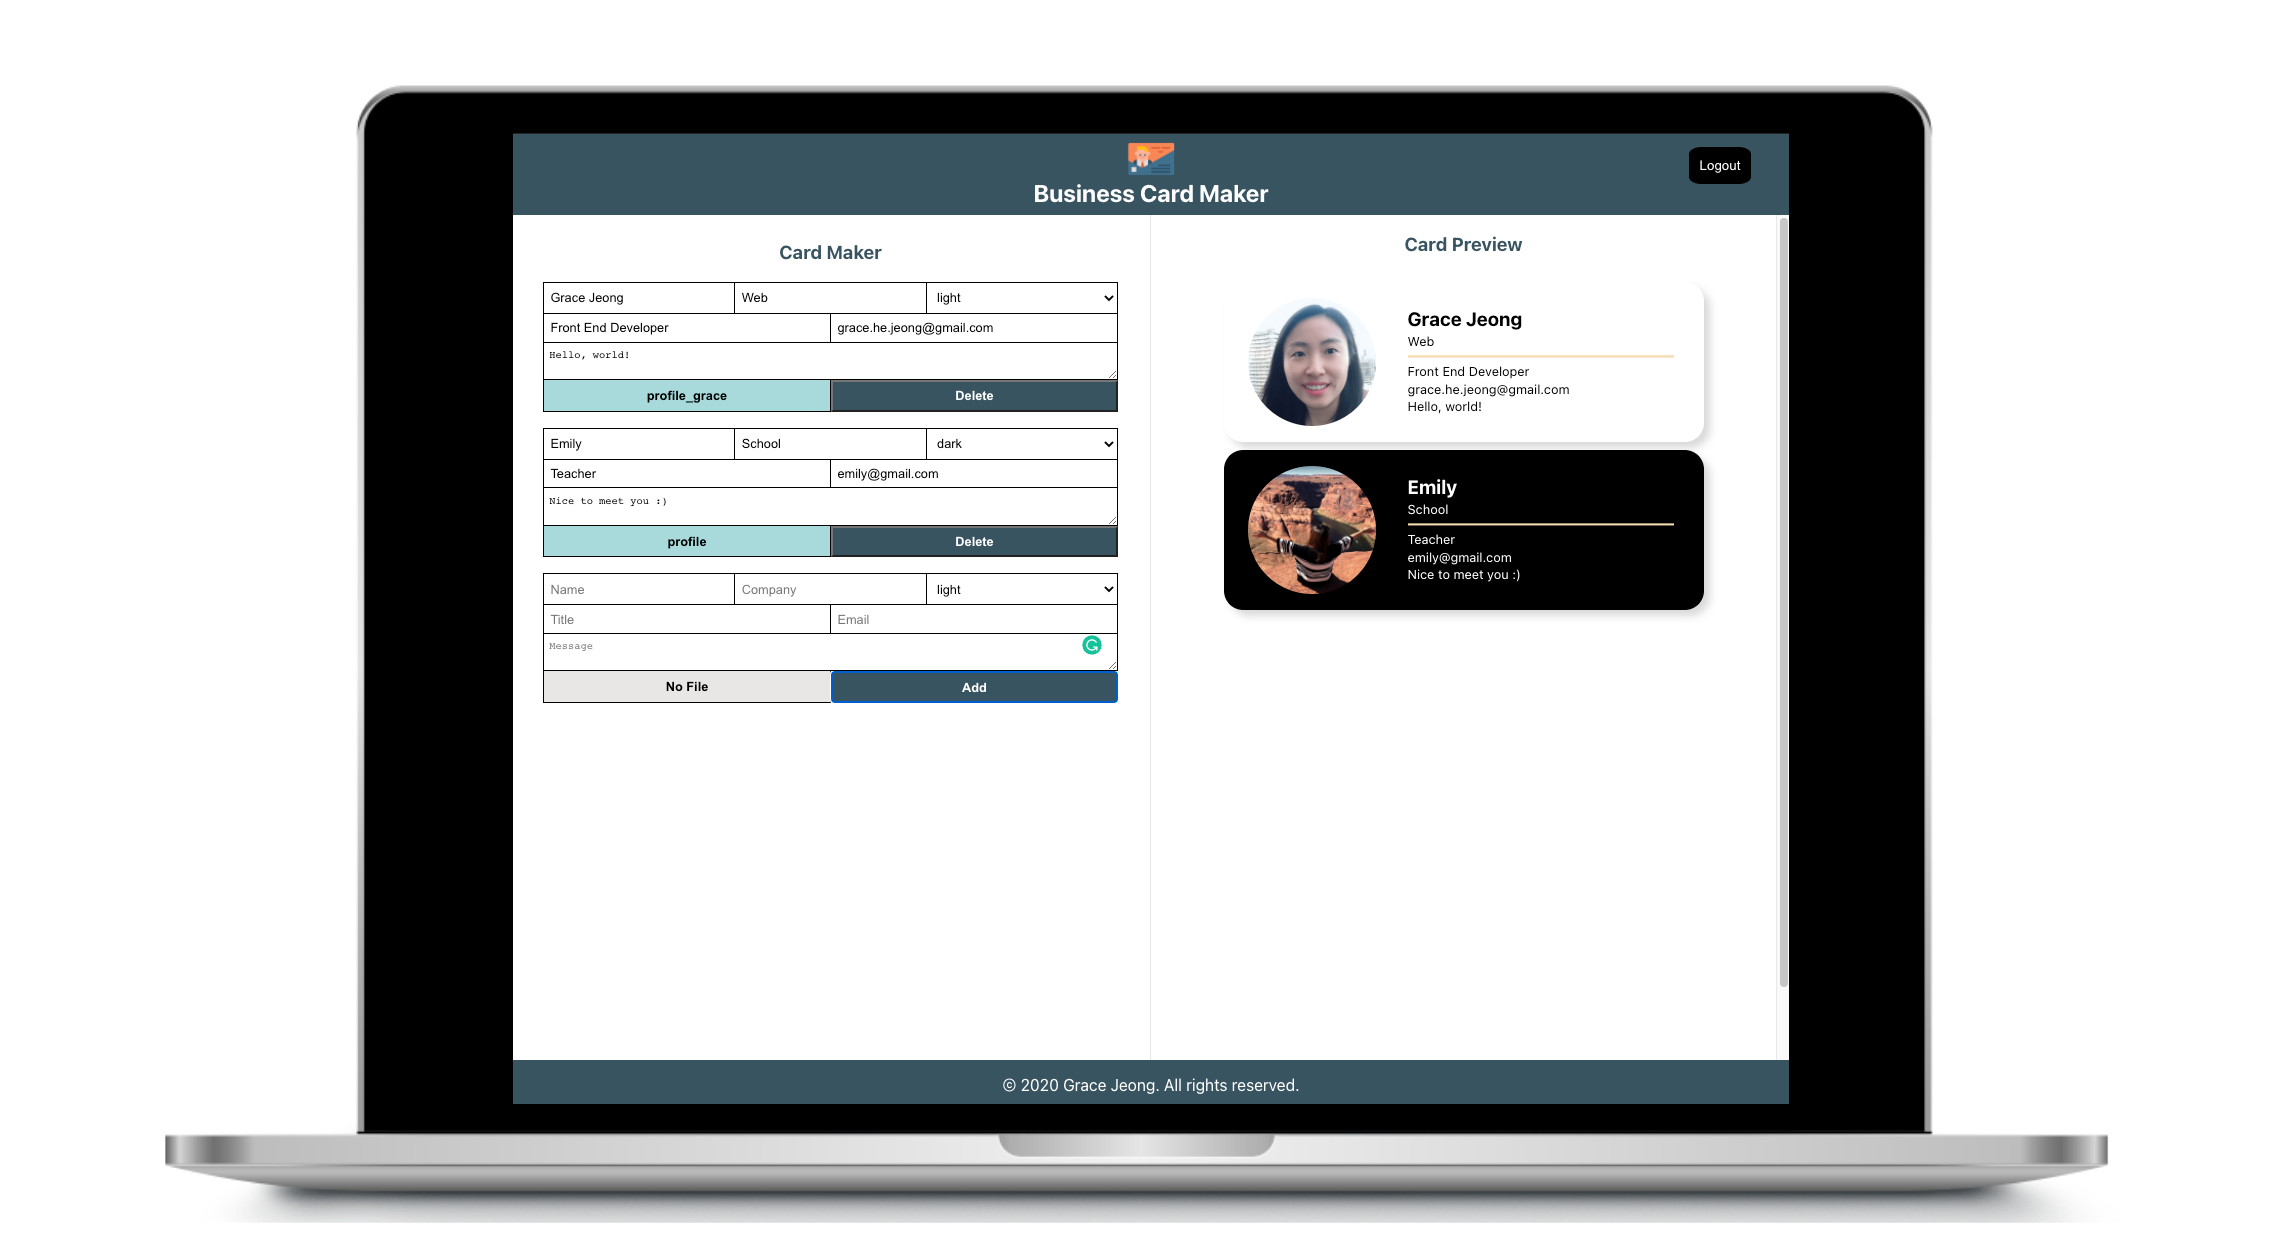 Business Card Maker
Logout
Card Maker
Grace Jeong Web light
Front End Developer grace.he.jeong@gmail.com
Hello, world!
profile_grace Delete
Emily School dark
Teacher emily@gmail.com
Nice to meet you :)
profile Delete
Name Company light
Title Email
Message
No File Add
Card Preview
Grace Jeong
Web
Front End Developer
grace.he.jeong@gmail.com
Hello, world!
Emily
School
Teacher
emily@gmail.com
Nice to meet you :)
© 2020 Grace Jeong. All rights reserved.